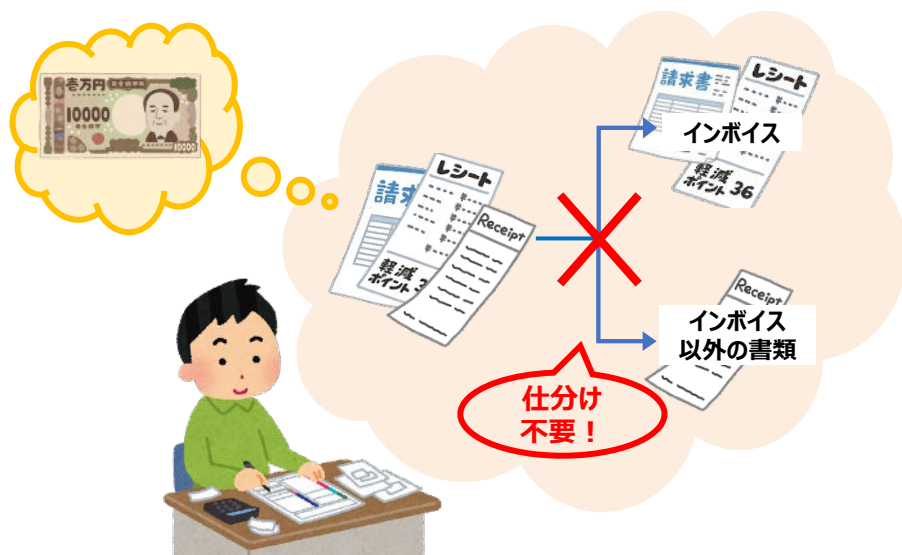 壱万円
10000
10000
請求
レシート
軽減
ポイント 3
Receipt
請求書
レシート
軽減
ポイント 36
インボイス
Receipt
インボイス
以外の書類
仕分け
不要！